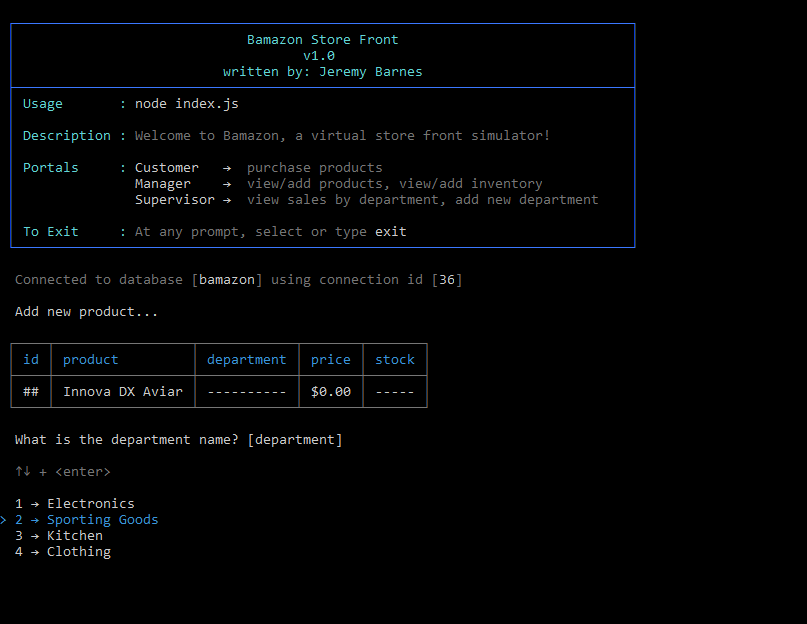 Bamazon Store Front
v1.0
written by: Jeremy Barnes
Usage : node index.js
Description : Welcome to Bamazon, a virtual store front simulator!
Portals : Customer → purchase products
Manager → view/add products, view/add inventory
Supervisor → view sales by department, add new department
To Exit : At any prompt, select or type exit
Connected to database [bamazon] using connection id [36]
Add new product...
id product department price stock
## Innova DX Aviar ---------- $0.00 -----
What is the department name? [department]
↑↓ + <enter>
1 → Electronics
> 2 → Sporting Goods
3 → Kitchen
4 → Clothing